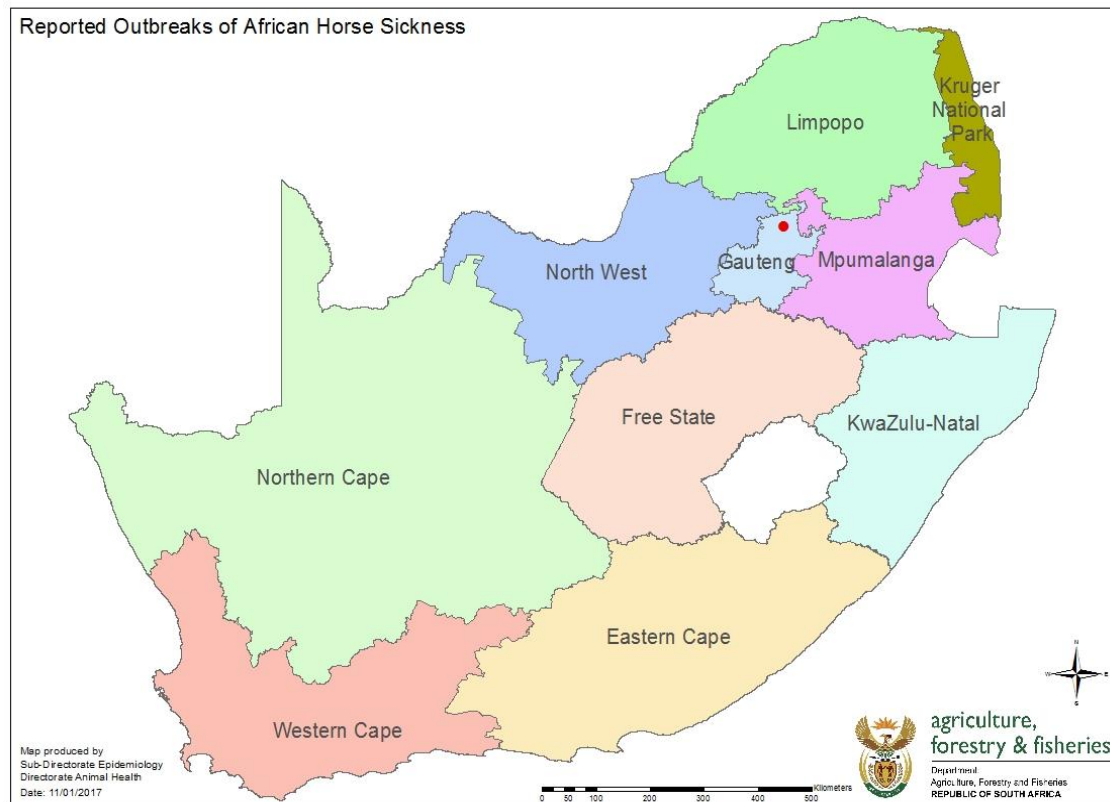 Reported Outbreaks of African Horse Sickness
Limpopo
Kruger
National
Park
North West
Gauteng
Mpumalanga
Free State
KwaZulu-Natal
Northern Cape
Eastern Cape
Western Cape
N
W
E
S
Map produced by
Sub-Directorate Epidemiology
Directorate Animal Health
Date: 11/01/2017
Kilometers
0 50 100 200 300 400 500
agriculture,
forestry & fisheries
Department:
Agriculture, Forestry and Fisheries
REPUBLIC OF SOUTH AFRICA